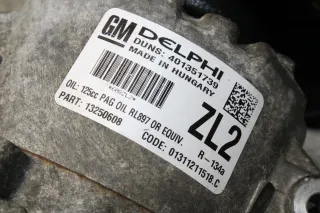 GM DELPHI
DUNS: 401351739
MADE IN HUNGARY
ZL2
OIL: 125cc PAG OIL RL897 OR EQUIV.
R-134a
PART: 13250608
CODE: 01311211518.C